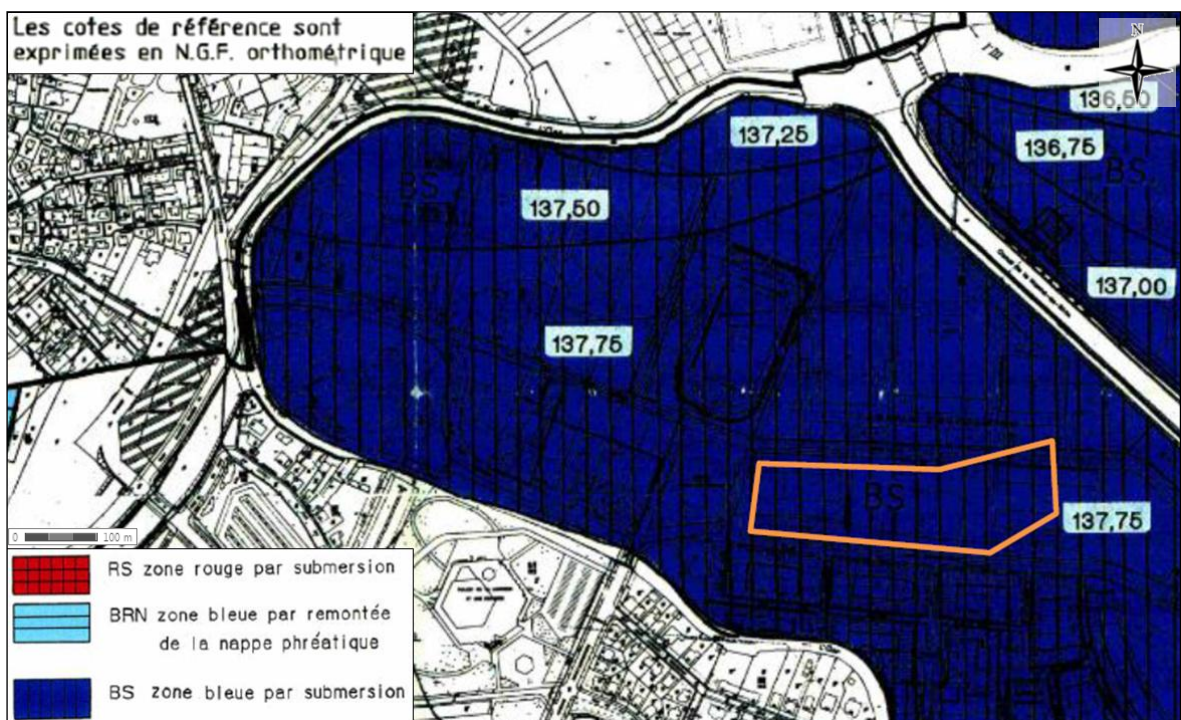 Les cotes de référence sont
exprimées en N.G.F. orthométrique
N
136,50
137,25
136,75
BS
BS
137,50
137,00
137,75
BS
137,75
0 100 m
RS zone rouge par submersion
BRN zone bleue par remontée
de la nappe phréatique
BS zone bleue par submersion